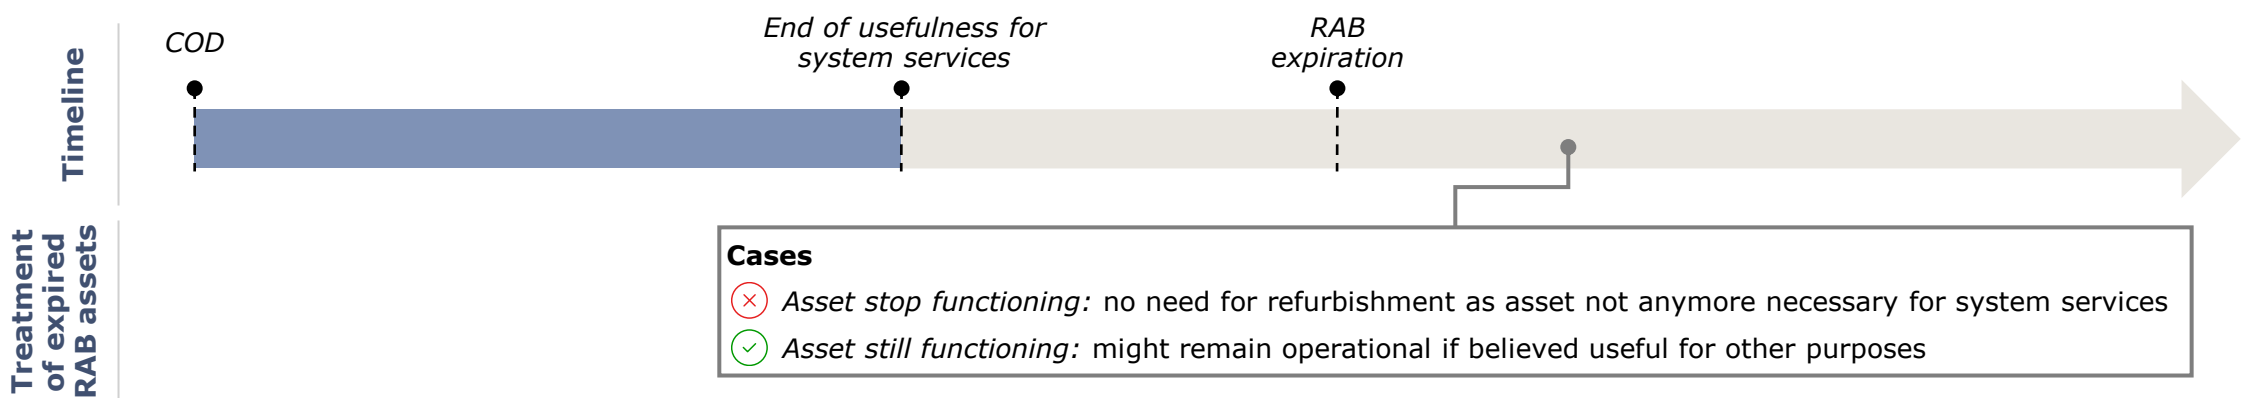 Timeline
COD
End of usefulness for
system services
RAB
expiration
Treatment
of expired
RAB assets
Cases
Asset stop functioning: no need for refurbishment as asset not anymore necessary for system services
Asset still functioning: might remain operational if believed useful for other purposes